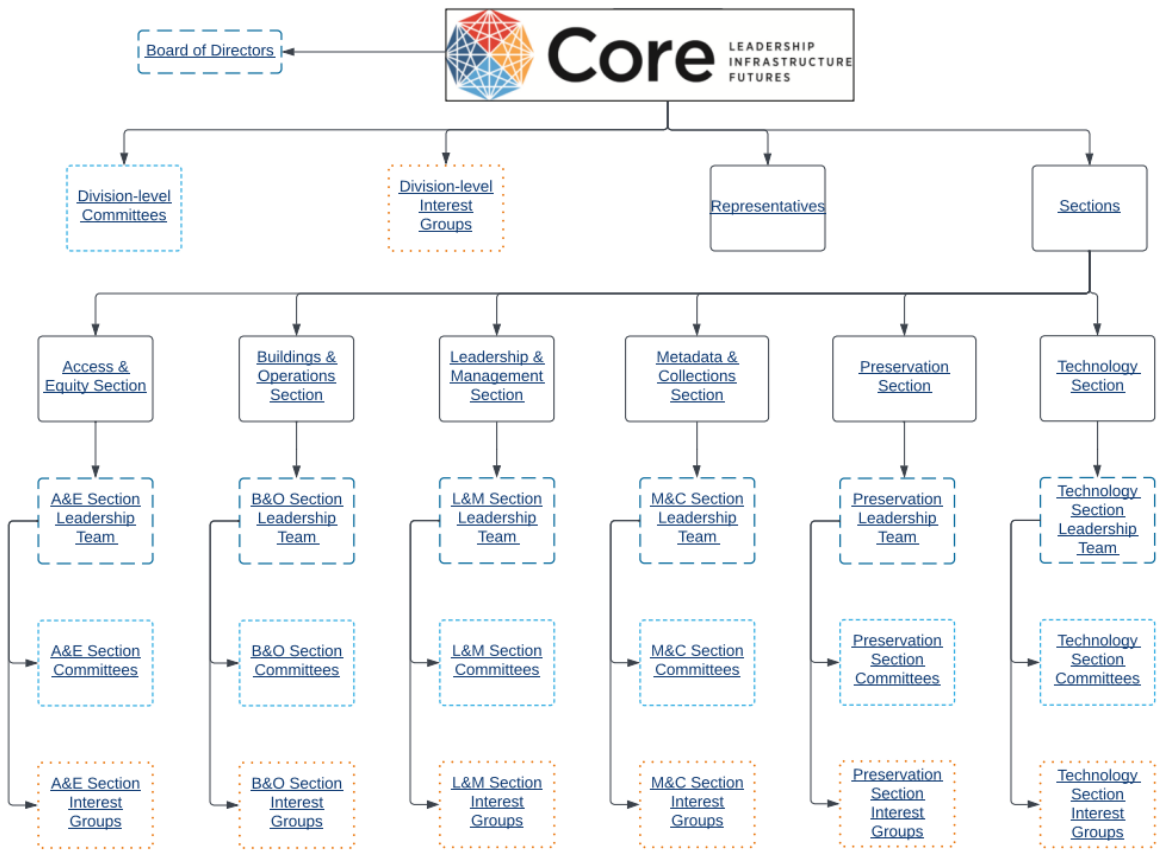 Board of Directors
Core
LEADERSHIP
INFRASTRUCTURE
FUTURES
Division-level
Committees
Division-level
Interest
Groups
Representatives
Sections
Access &
Equity Section
Buildings &
Operations
Section
Leadership &
Management
Section
Metadata &
Collections
Section
Preservation
Section
Technology
Section
A&E Section
Leadership
Team
B&O Section
Leadership
Team
L&M Section
Leadership
Team
M&C Section
Leadership
Team
Preservation
Leadership
Team
Technology
Section
Leadership
Team
A&E Section
Committees
B&O Section
Committees
L&M Section
Committees
M&C Section
Committees
Preservation
Section
Committees
Technology
Section
Committees
A&E Section
Interest
Groups
B&O Section
Interest
Groups
L&M Section
Interest
Groups
M&C Section
Interest
Groups
Preservation
Section
Interest
Groups
Technology
Section
Interest
Groups